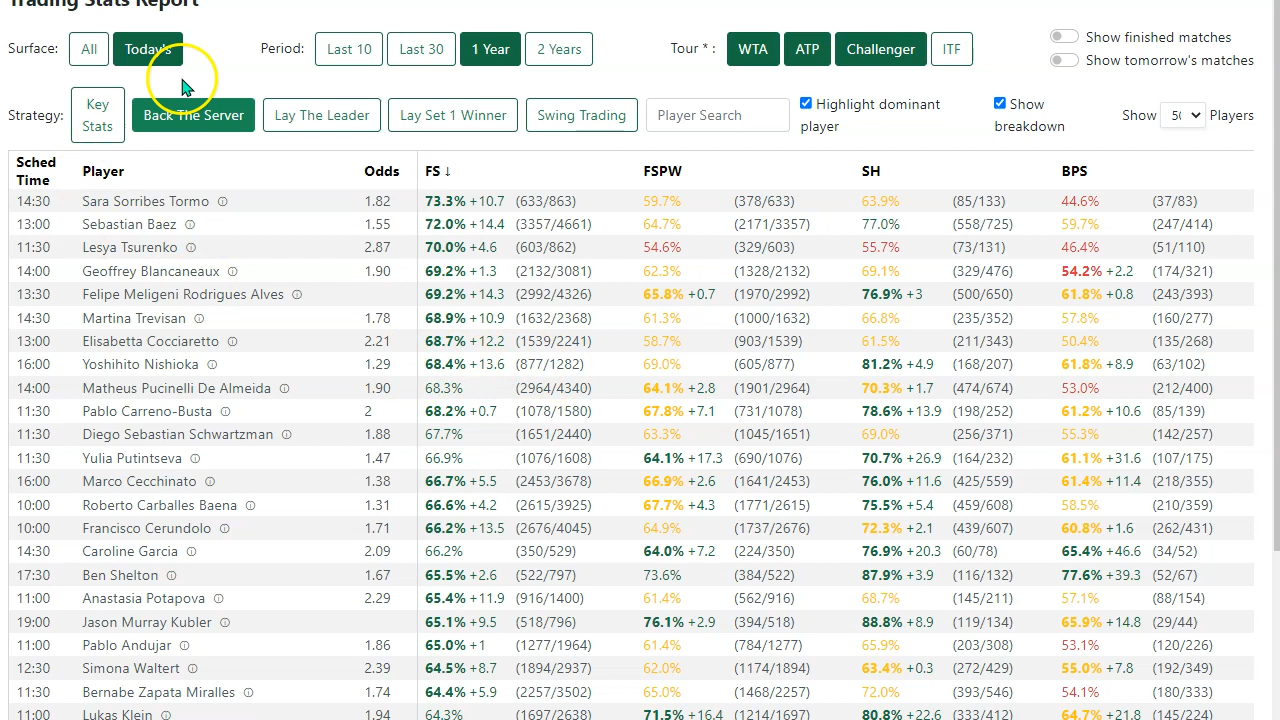 Trading Stats Report
Surface: All Today's Period: Last 10 Last 30 1 Year 2 Years Tour * : WTA ATP Challenger ITF Show finished matches
Show tomorrow's matches
Strategy: Key Stats Back The Server Lay The Leader Lay Set 1 Winner Swing Trading Player Search Highlight dominant player Show breakdown Show 50 Players
Sched Time Player Odds FS ↓ FSPW SH BPS
14:30 Sara Sorribes Tormo 1.82 73.3% +10.7 (633/863) 59.7% (378/633) 63.9% (85/133) 44.6% (37/83)
13:00 Sebastian Baez 1.55 72.0% +14.4 (3357/4661) 64.7% (2171/3357) 77.0% (558/725) 59.7% (247/414)
11:30 Lesya Tsurenko 2.87 70.0% +4.6 (603/862) 54.6% (329/603) 55.7% (73/131) 46.4% (51/110)
14:00 Geoffrey Blancaneaux 1.90 69.2% +1.3 (2132/3081) 62.3% (1328/2132) 69.1% (329/476) 54.2% +2.2 (174/321)
13:30 Felipe Meligeni Rodrigues Alves 69.2% +14.3 (2992/4326) 65.8% +0.7 (1970/2992) 76.9% +3 (500/650) 61.8% +0.8 (243/393)
14:30 Martina Trevisan 1.78 68.9% +10.9 (1632/2368) 61.3% (1000/1632) 66.8% (235/352) 57.8% (160/277)
13:00 Elisabetta Cocciaretto 2.21 68.7% +12.2 (1539/2241) 58.7% (903/1539) 61.5% (211/343) 50.4% (135/268)
16:00 Yoshihito Nishioka 1.29 68.4% +13.6 (877/1282) 69.0% (605/877) 81.2% +4.9 (168/207) 61.8% +8.9 (63/102)
14:00 Matheus Pucinelli De Almeida 1.90 68.3% (2964/4340) 64.1% +2.8 (1901/2964) 70.3% +1.7 (474/674) 53.0% (212/400)
11:30 Pablo Carreno-Busta 2 68.2% +0.7 (1078/1580) 67.8% +7.1 (731/1078) 78.6% +13.9 (198/252) 61.2% +10.6 (85/139)
11:30 Diego Sebastian Schwartzman 1.88 67.7% (1651/2440) 63.3% (1045/1651) 69.0% (256/371) 55.3% (142/257)
11:30 Yulia Putintseva 1.47 66.9% (1076/1608) 64.1% +17.3 (690/1076) 70.7% +26.9 (164/232) 61.1% +31.6 (107/175)
16:00 Marco Cecchinato 1.38 66.7% +5.5 (2453/3678) 66.9% +2.6 (1641/2453) 76.0% +11.6 (425/559) 61.4% +11.4 (218/355)
10:00 Roberto Carballes Baena 1.31 66.6% +4.2 (2615/3925) 67.7% +4.3 (1771/2615) 75.5% +5.4 (459/608) 58.5% (210/359)
10:00 Francisco Cerundolo 1.71 66.2% +13.5 (2676/4045) 64.9% (1737/2676) 72.3% +2.1 (439/607) 60.8% +1.6 (262/431)
14:30 Caroline Garcia 2.09 66.2% (350/529) 64.0% +7.2 (224/350) 76.9% +20.3 (60/78) 65.4% +46.6 (34/52)
17:30 Ben Shelton 1.67 65.5% +2.6 (522/797) 73.6% (384/522) 87.9% +3.9 (116/132) 77.6% +39.3 (52/67)
11:00 Anastasia Potapova 2.29 65.4% +11.9 (916/1400) 61.4% (562/916) 68.7% (145/211) 57.1% (88/154)
19:00 Jason Murray Kubler 65.1% +9.5 (518/796) 76.1% +2.9 (394/518) 88.8% +8.9 (119/134) 65.9% +14.8 (29/44)
11:00 Pablo Andujar 1.86 65.0% +1 (1277/1964) 61.4% (784/1277) 65.9% (203/308) 53.1% (120/226)
12:30 Simona Waltert 2.39 64.5% +8.7 (1894/2937) 62.0% (1174/1894) 63.4% +0.3 (272/429) 55.0% +7.8 (192/349)
11:30 Bernabe Zapata Miralles 1.74 64.4% +5.9 (2257/3502) 65.0% (1468/2257) 72.0% (393/546) 54.1% (180/333)
11:00 Lukas Klein 1.94 64.3% (1697/2638) 71.5% +16.4 (1214/1697) 80.8% +22.6 (333/412) 64.7% +21.8 (145/224)